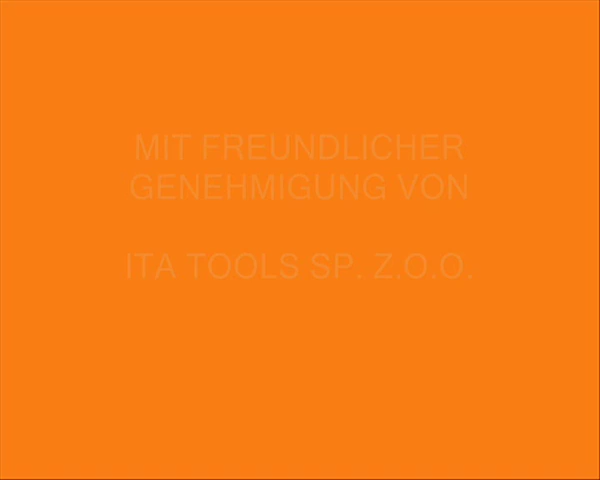 MIT FREUNDLICHER
GENEHMIGUNG VON
ITA TOOLS SP. Z.O.O.